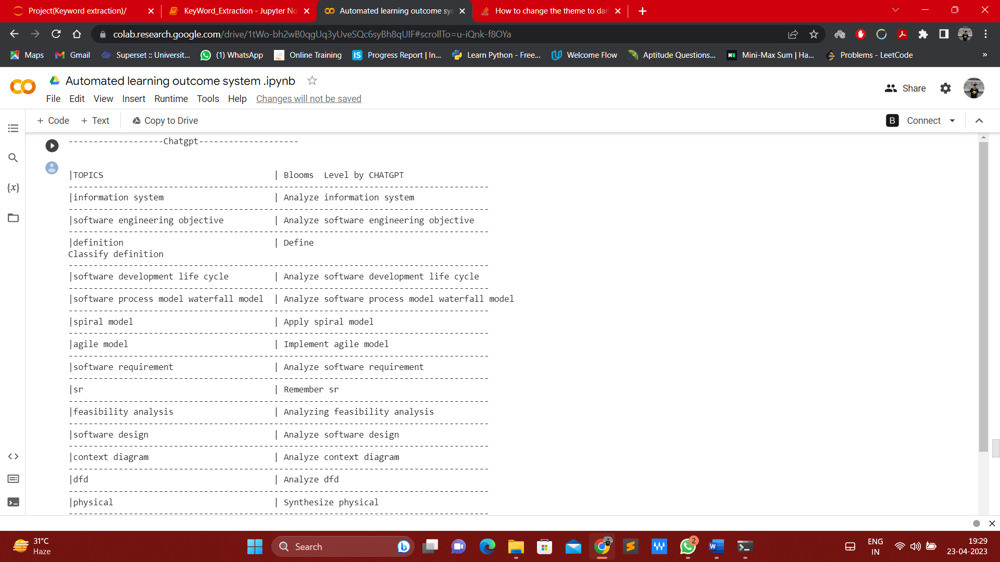 Project(Keyword extraction)/
KeyWord_Extraction - Jupyter No
Automated learning outcome sys
How to change the theme to dar
colab.research.google.com/drive/1tWo-bh2wB0qgUq3yUveSQc6syBh8qUIF#scrollTo=u-iQnk-f8OYa
Maps
Gmail
Superset :: Universit...
(1) WhatsApp
Online Training
IS
Progress Report | In...
Learn Python - Free...
Welcome Flow
Aptitude Questions...
Mini-Max Sum | Ha...
Problems - LeetCode
»
Automated learning outcome system .ipynb
File Edit View Insert Runtime Tools Help Changes will not be saved
Share
+ Code + Text Copy to Drive
B Connect
{x}
-------------------Chatgpt--------------------
|TOPICS | Blooms  Level by CHATGPT
|information system | Analyze information system
|software engineering objective | Analyze software engineering objective
|definition | Define
Classify definition
|software development life cycle | Analyze software development life cycle
|software process model waterfall model | Analyze software process model waterfall model
|spiral model | Apply spiral model
|agile model | Implement agile model
|software requirement | Analyze software requirement
|sr | Remember sr
|feasibility analysis | Analyzing feasibility analysis
|software design | Analyze software design
|context diagram | Analyze context diagram
|dfd | Analyze dfd
|physical | Synthesize physical
31°C
Haze
Search
2
ENG
IN
19:29
23-04-2023